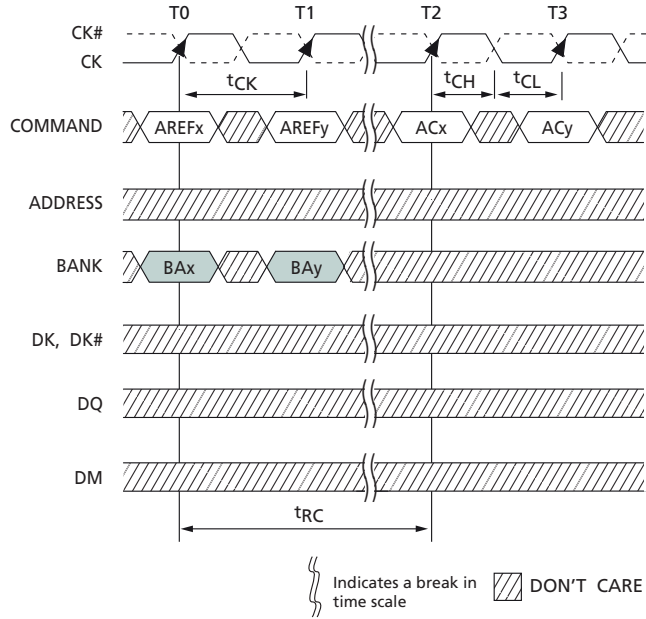 T0 T1 T2 T3
CK#
CK
tCK tCH tCL
COMMAND AREFx AREFy ACx ACy
ADDRESS
BANK BAx BAy
DK, DK#
DQ
DM
tRC
Indicates a break in
time scale
DON'T CARE